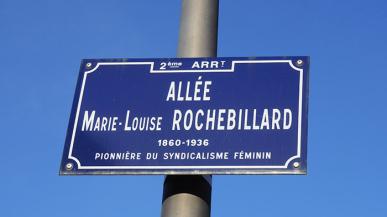 2ème ARRT
ALLÉE
MARIE-LOUISE ROCHEBILLARD
1860-1936
PIONNIÈRE DU SYNDICALISME FÉMININ